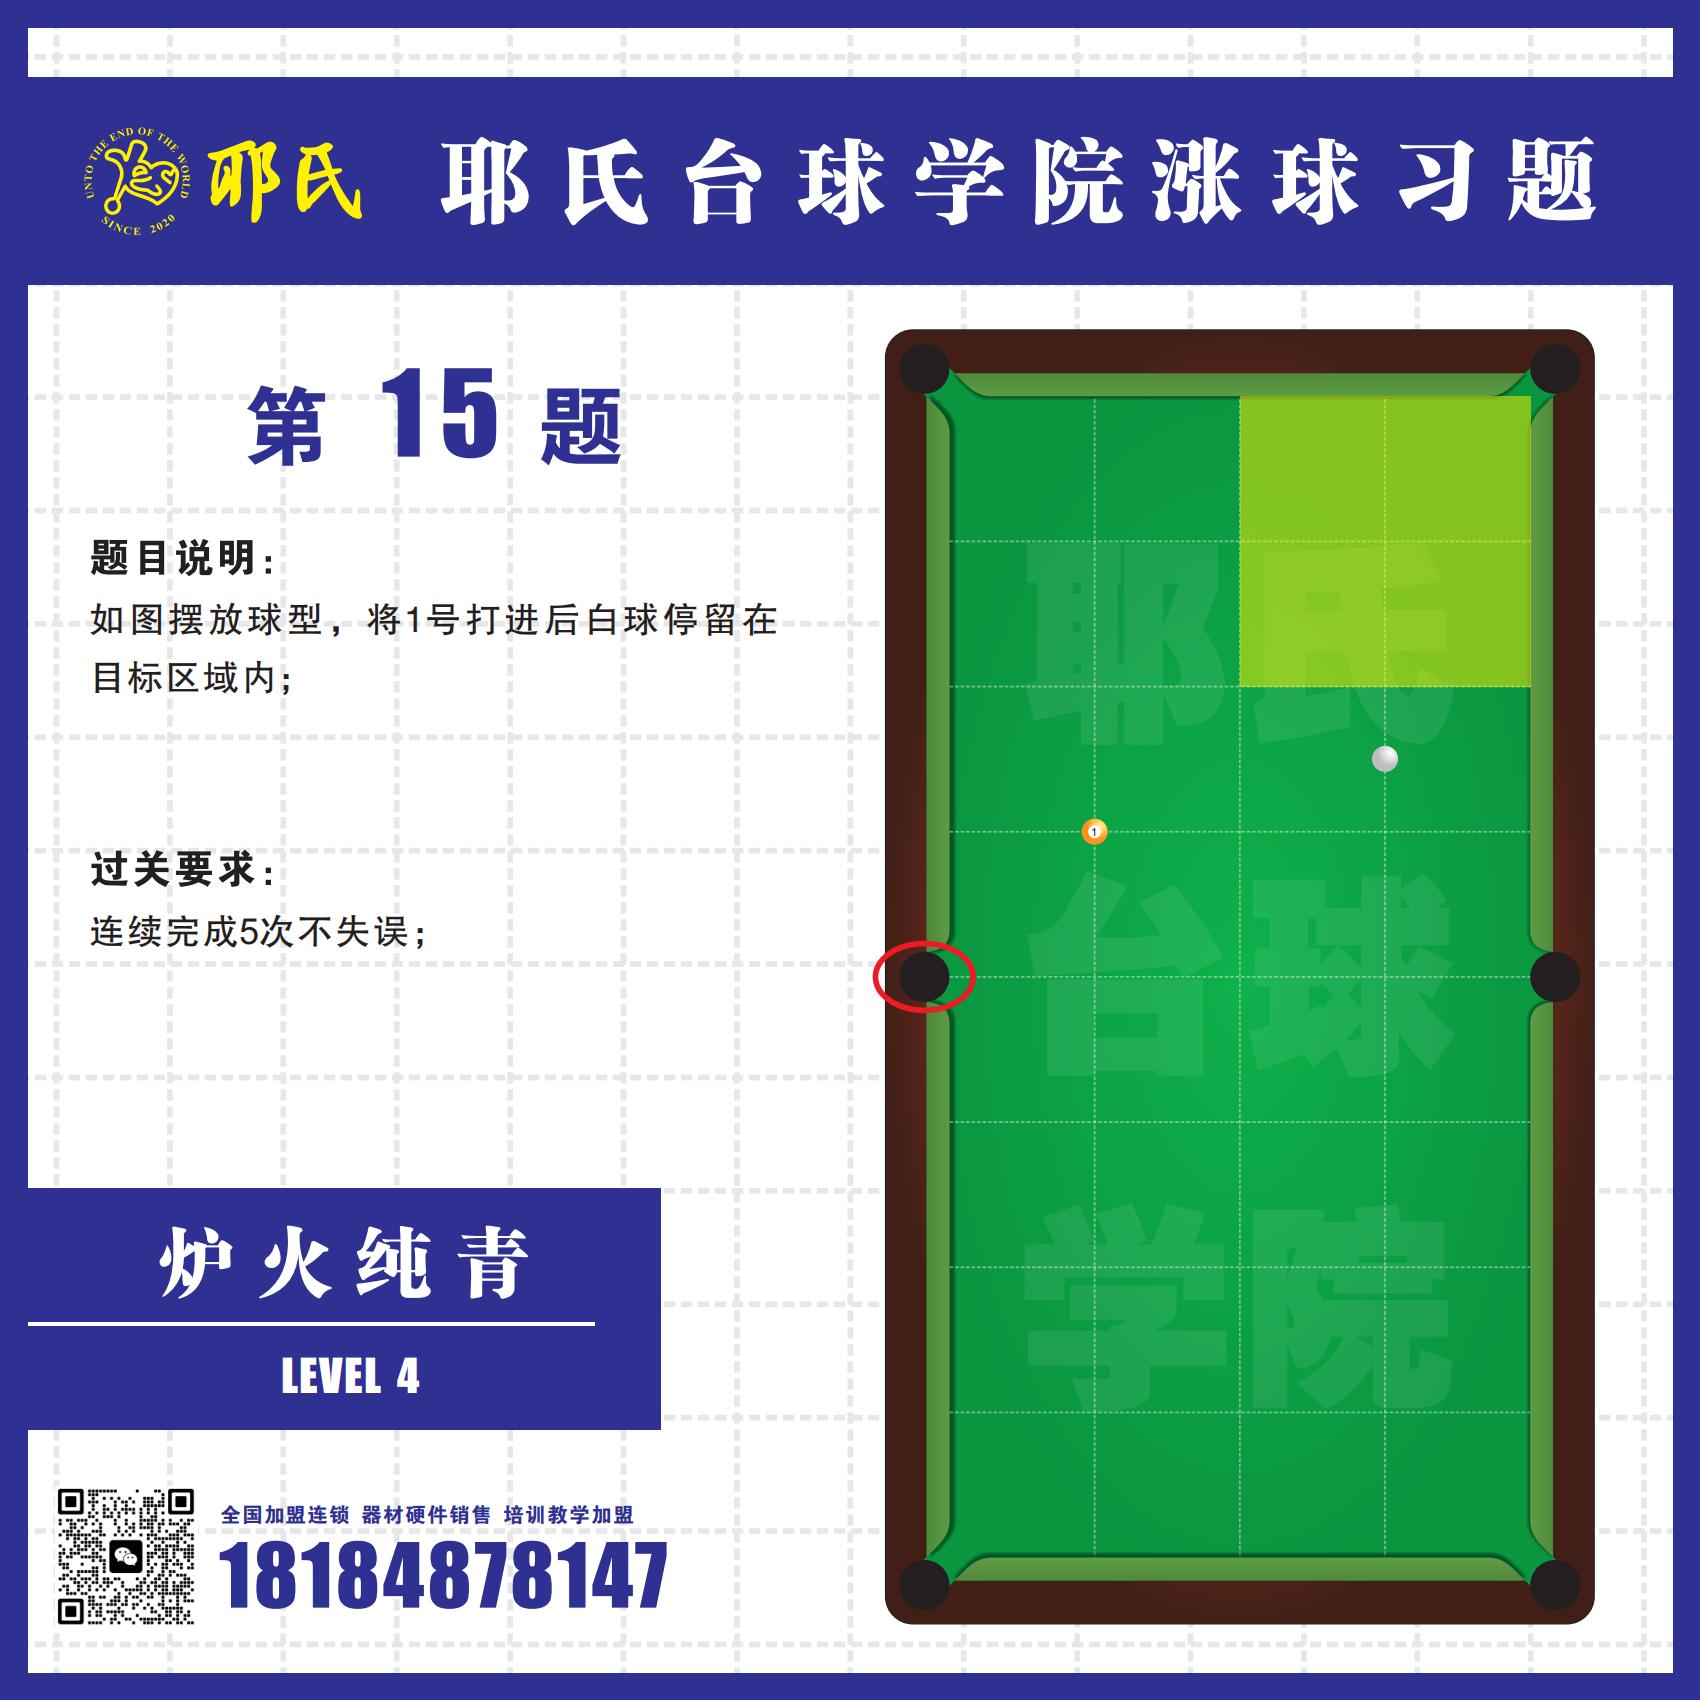 UNTO THE END OF THE WORLD
SINCE 2020
耶氏
耶氏台球学院涨球习题
第 15 题
题目说明：
如图摆放球型，将1号打进后白球停留在
目标区域内；
过关要求：
连续完成5次不失误；
耶氏
1
台球
学院
炉火纯青
LEVEL 4
全国加盟连锁 器材硬件销售 培训教学加盟
18184878147